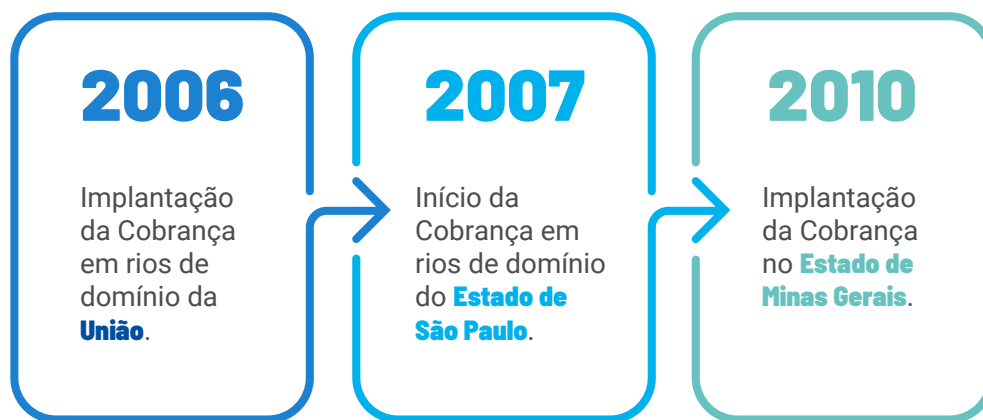 2006
Implantação
da Cobrança
em rios de
domínio da
União.
2007
Início da
Cobrança em
rios de domínio
do Estado de
São Paulo.
2010
Implantação
da Cobrança
no Estado de
Minas Gerais.